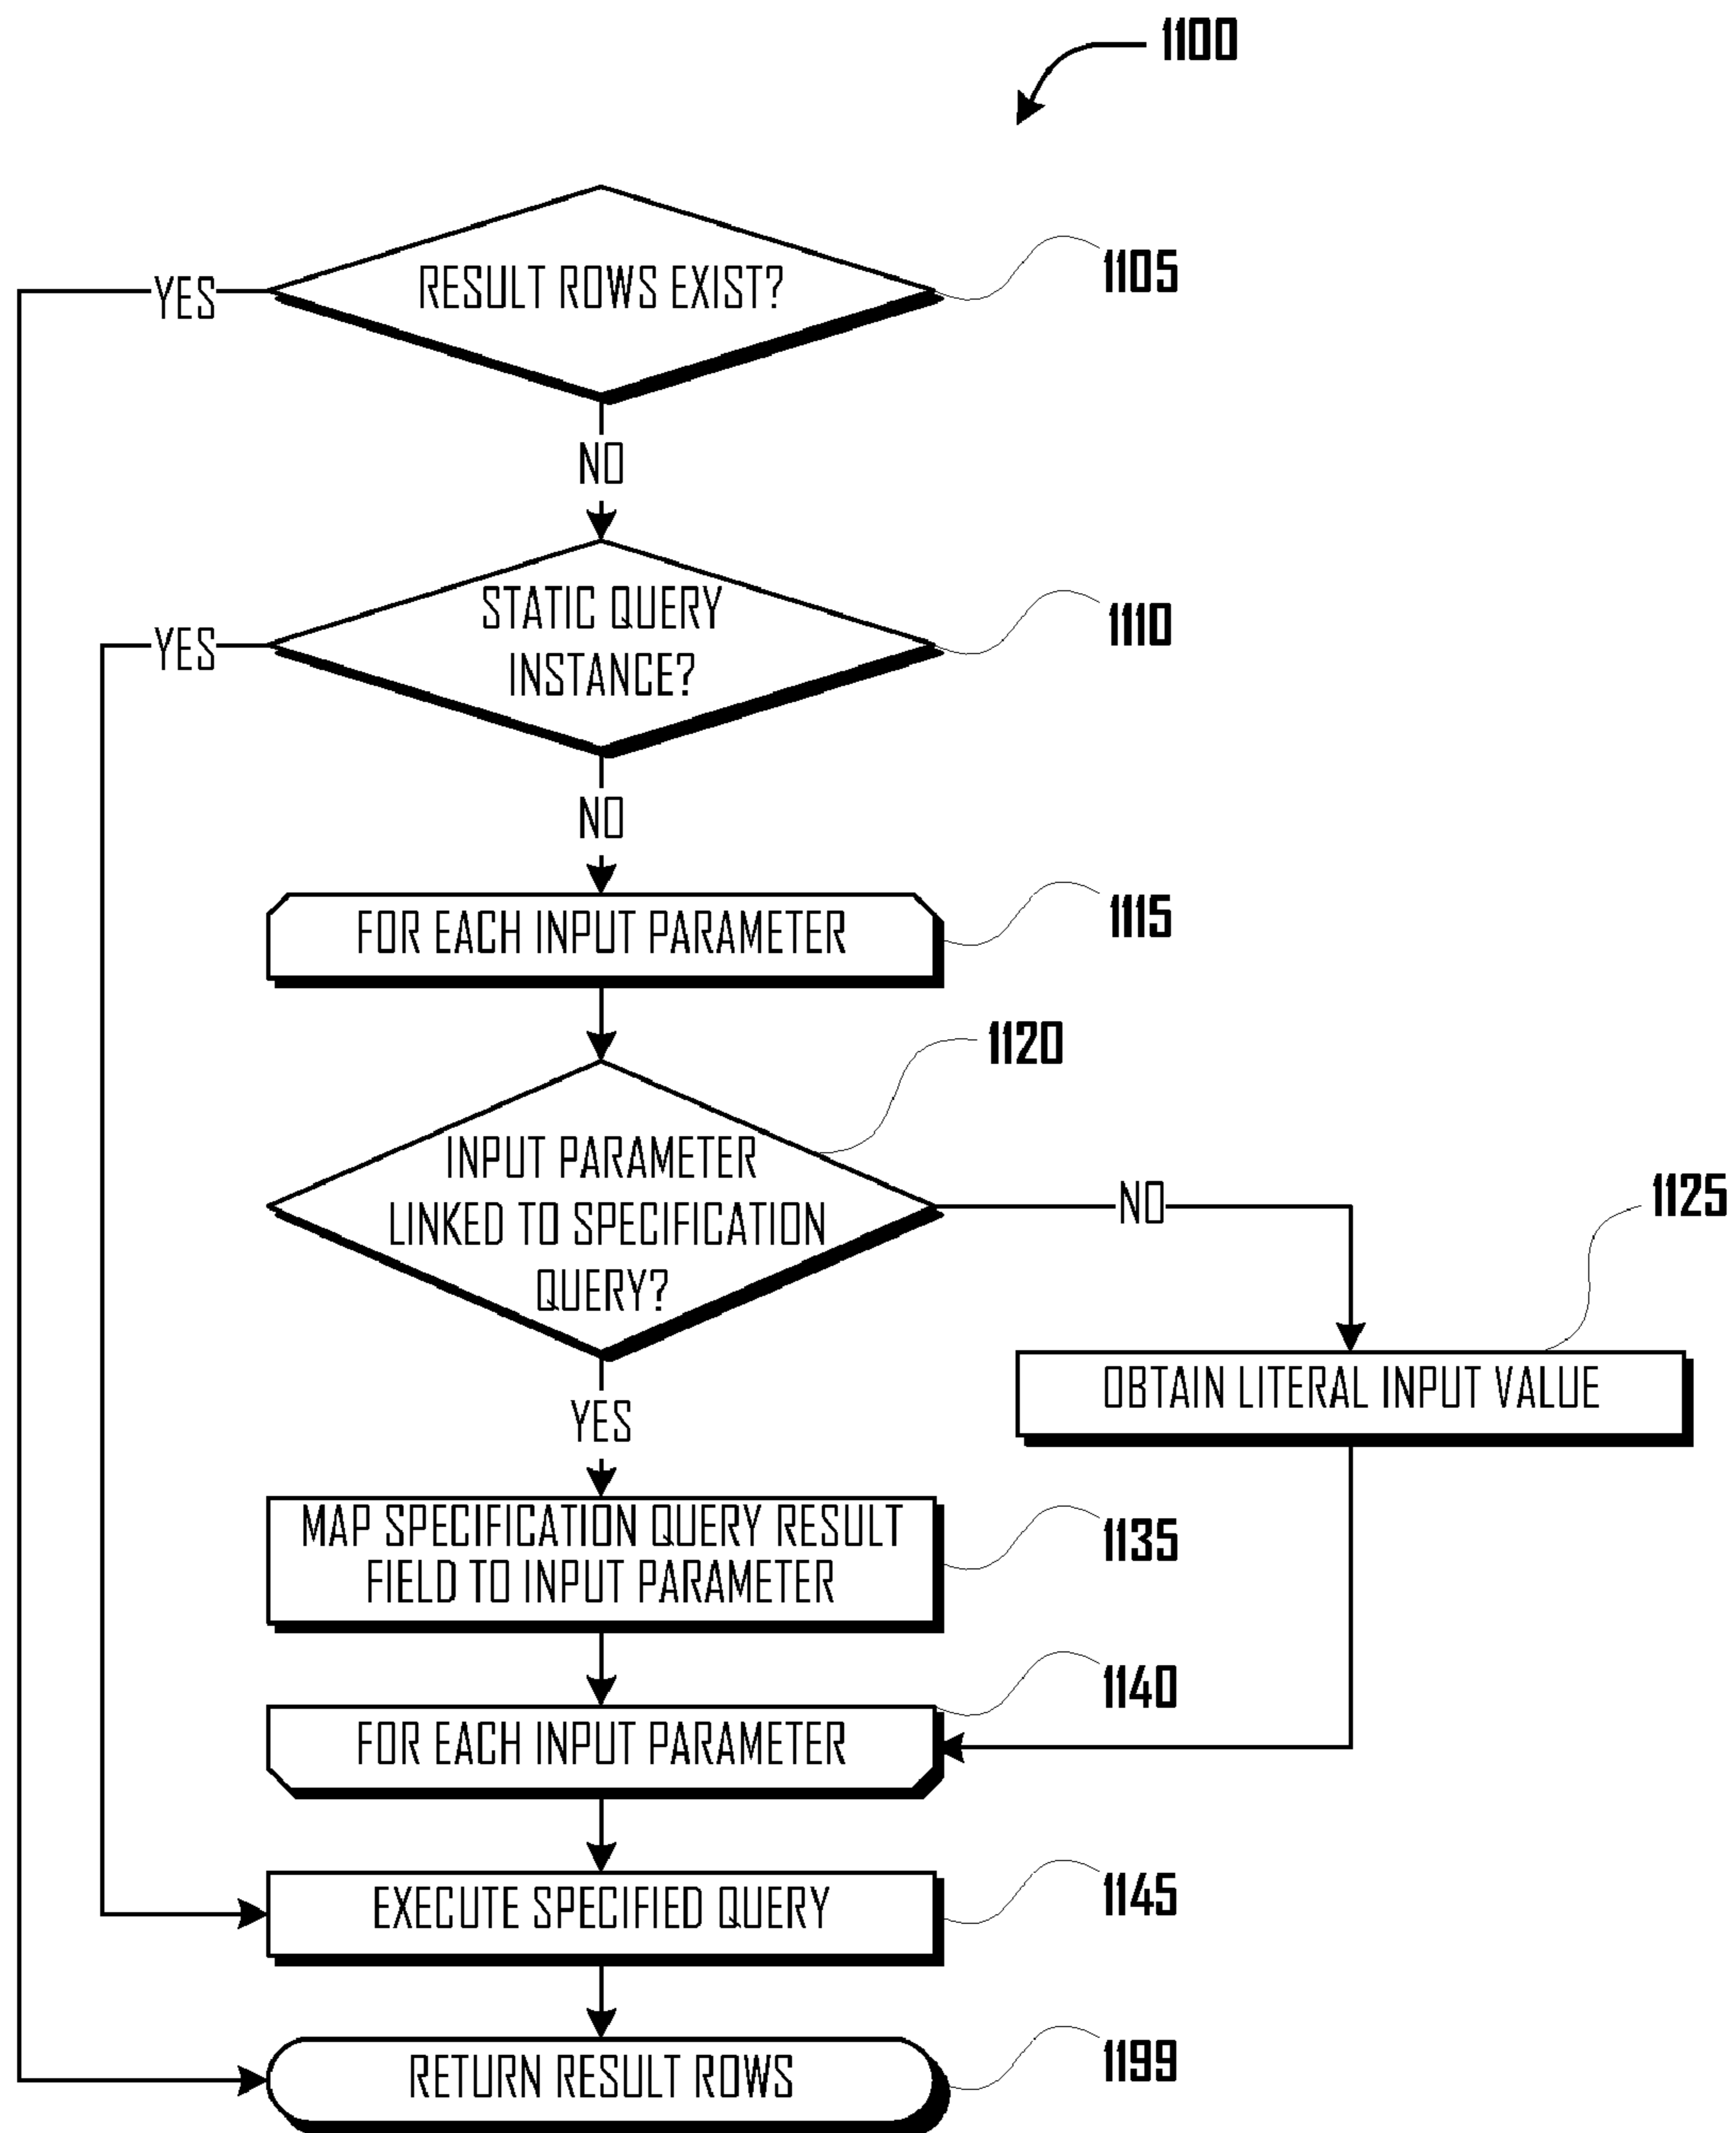 1100
RESULT ROWS EXIST?
1105
YES
NO
STATIC QUERY
INSTANCE?
1110
YES
NO
FOR EACH INPUT PARAMETER
1115
1120
INPUT PARAMETER
LINKED TO SPECIFICATION
QUERY?
NO
1125
OBTAIN LITERAL INPUT VALUE
YES
MAP SPECIFICATION QUERY RESULT
FIELD TO INPUT PARAMETER
1135
1140
FOR EACH INPUT PARAMETER
EXECUTE SPECIFIED QUERY
1145
RETURN RESULT ROWS
1199